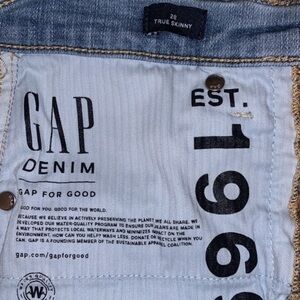 28
TRUE SKINNY
GAP
DENIM
GAP FOR GOOD
GOOD FOR YOU. GOOD FOR THE WORLD.
BECAUSE WE BELIEVE IN ACTIVELY PRESERVING THE PLANET WE ALL SHARE, WE
DEVELOPED OUR WATER-QUALITY PROGRAM TO ENSURE OUR JEANS ARE MADE IN
A WAY THAT PROTECTS LOCAL WATERWAYS AND MINIMIZES IMPACT ON THE
ENVIRONMENT. HOW CAN YOU HELP? WASH LESS. DONATE OR RECYCLE WHEN YOU
CAN. GAP IS A FOUNDING MEMBER OF THE SUSTAINABLE APPAREL COALITION.
gap.com/gapforgood
W
EST.
1969